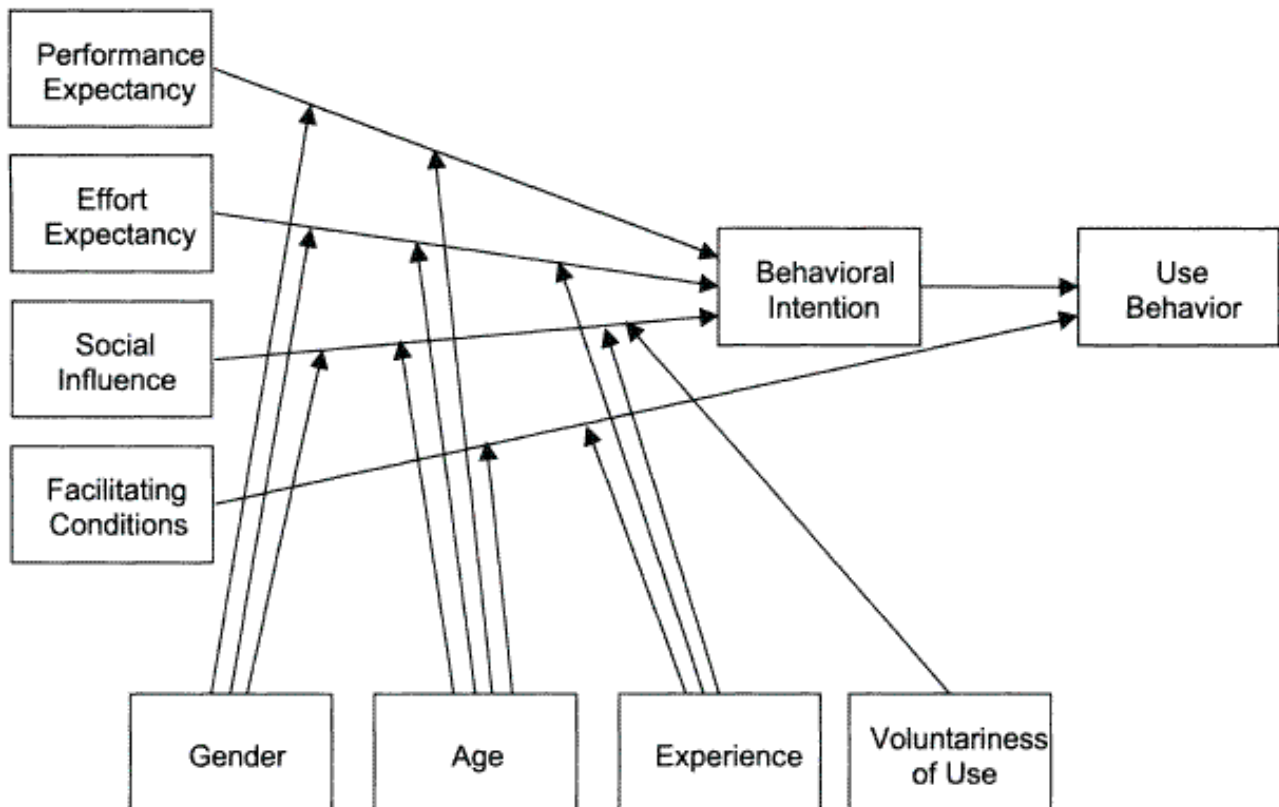 Performance
Expectancy
Effort
Expectancy
Social
Influence
Facilitating
Conditions
Behavioral
Intention
Use
Behavior
Gender
Age
Experience
Voluntariness
of Use